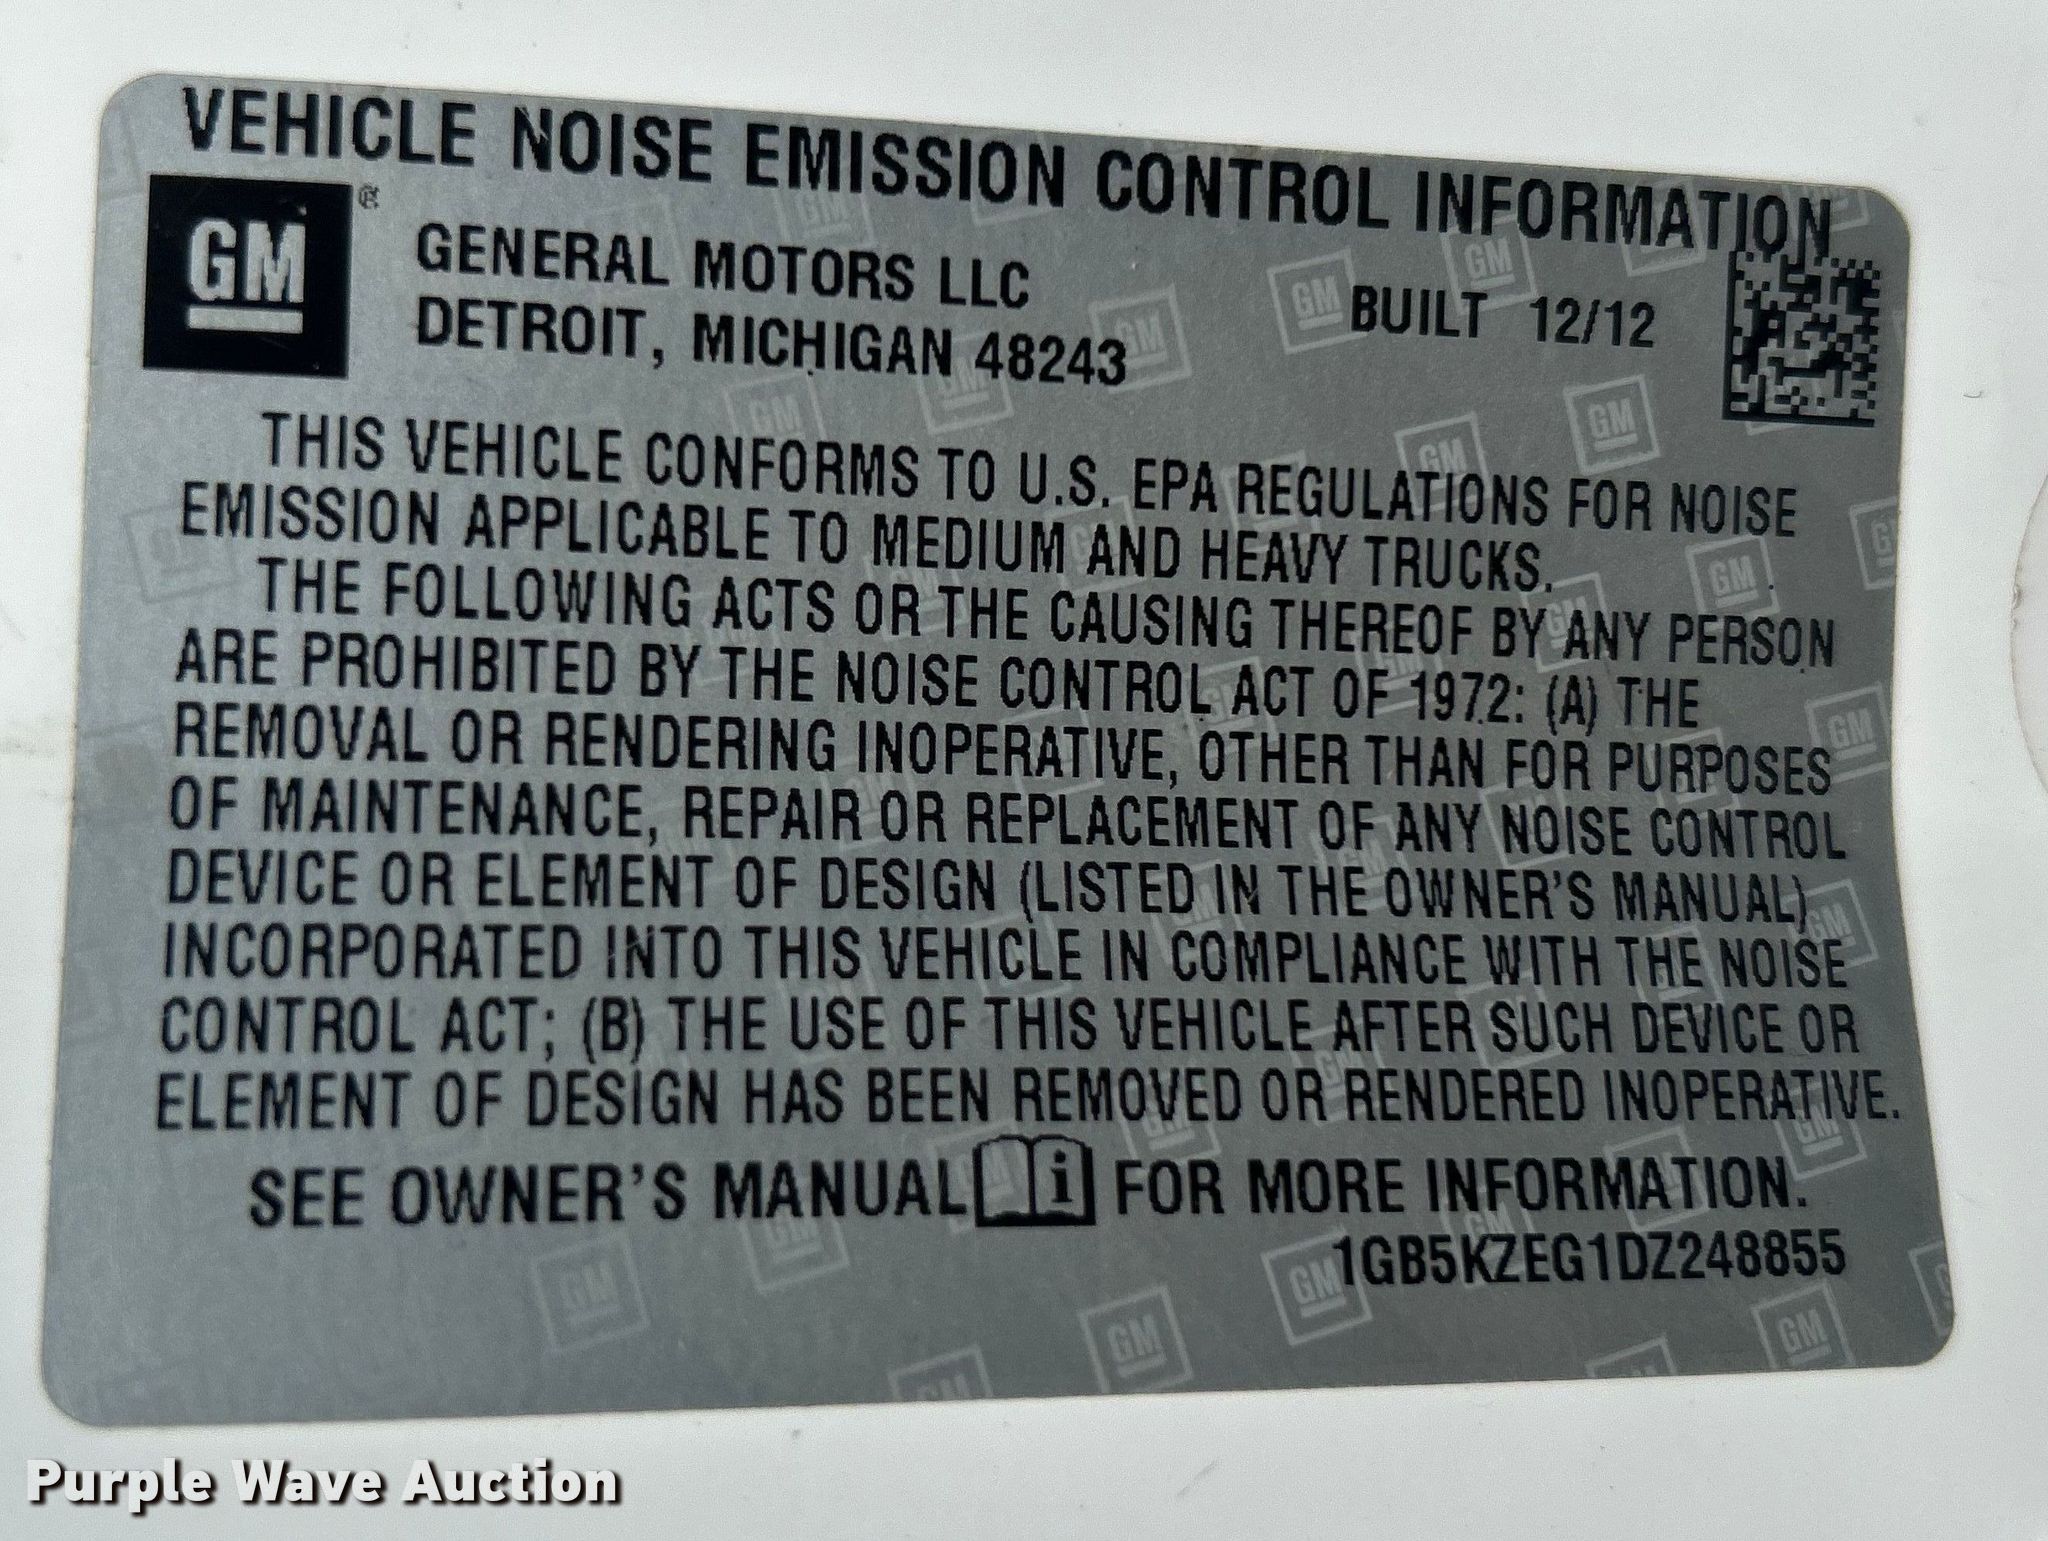 VEHICLE NOISE EMISSION CONTROL INFORMATION
GM
GENERAL MOTORS LLC
DETROIT, MICHIGAN 48243
BUILT 12/12
THIS VEHICLE CONFORMS TO U.S. EPA REGULATIONS FOR NOISE
EMISSION APPLICABLE TO MEDIUM AND HEAVY TRUCKS.
THE FOLLOWING ACTS OR THE CAUSING THEREOF BY ANY PERSON
ARE PROHIBITED BY THE NOISE CONTROL ACT OF 1972: (A) THE
REMOVAL OR RENDERING INOPERATIVE, OTHER THAN FOR PURPOSES
OF MAINTENANCE, REPAIR OR REPLACEMENT OF ANY NOISE CONTROL
DEVICE OR ELEMENT OF DESIGN (LISTED IN THE OWNER'S MANUAL)
INCORPORATED INTO THIS VEHICLE IN COMPLIANCE WITH THE NOISE
CONTROL ACT; (B) THE USE OF THIS VEHICLE AFTER SUCH DEVICE OR
ELEMENT OF DESIGN HAS BEEN REMOVED OR RENDERED INOPERATIVE.
SEE OWNER'S MANUAL i FOR MORE INFORMATION.
1GB5KZEG1DZ248855
Purple Wave Auction